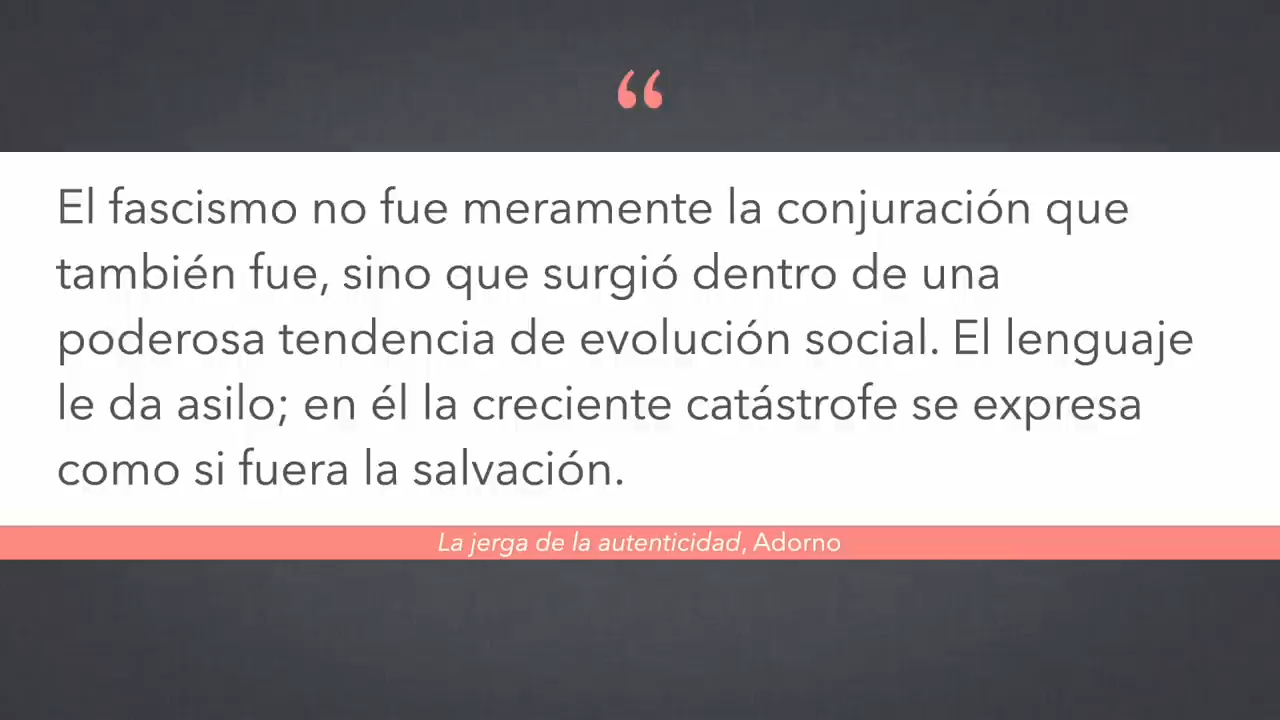 “
El fascismo no fue meramente la conjuración que
también fue, sino que surgió dentro de una
poderosa tendencia de evolución social. El lenguaje
le da asilo; en él la creciente catástrofe se expresa
como si fuera la salvación.
La jerga de la autenticidad, Adorno